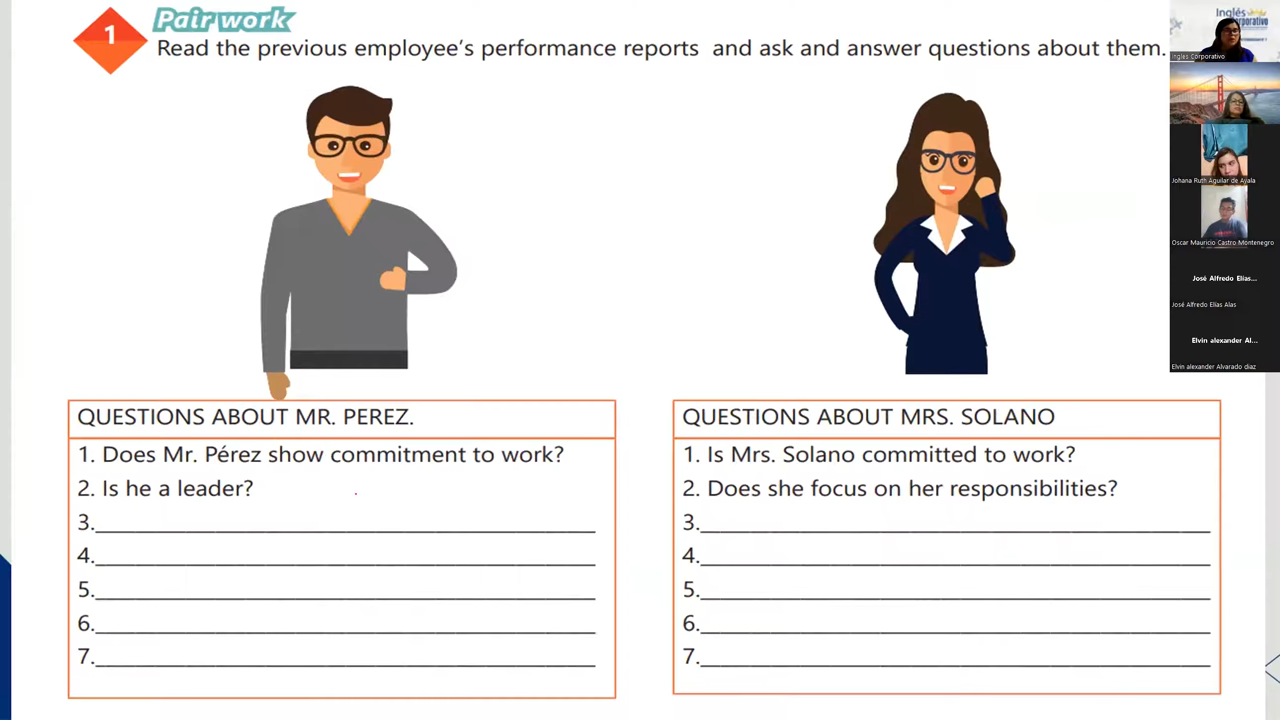 1
Pair work
Read the previous employee's performance reports and ask and answer questions about them.
QUESTIONS ABOUT MR. PEREZ.
1. Does Mr. Pérez show commitment to work?
2. Is he a leader?
3.
4.
5.
6.
7.
QUESTIONS ABOUT MRS. SOLANO
1. Is Mrs. Solano committed to work?
2. Does she focus on her responsibilities?
3.
4.
5.
6.
7.
Inglés
Corporativo
Inglés Corporativo
Johana Ruth Aguilar de Ayala
Oscar Mauricio Castro Montenegro
José Alfredo Elías...
José Alfredo Elías Alas
Elvin alexander Al...
Elvin alexander Alvarado diaz